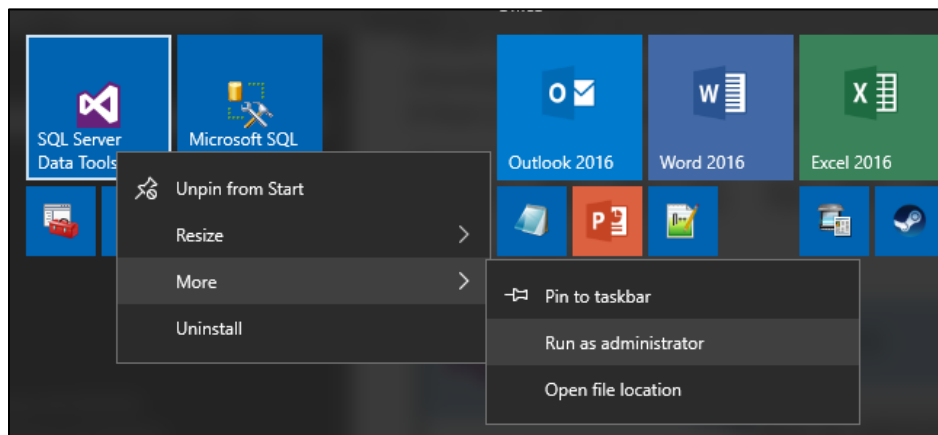 SQL Server
Data Tools
Microsoft SQL
Outlook 2016
Word 2016
Excel 2016
Unpin from Start
Resize
More
Uninstall
Pin to taskbar
Run as administrator
Open file location